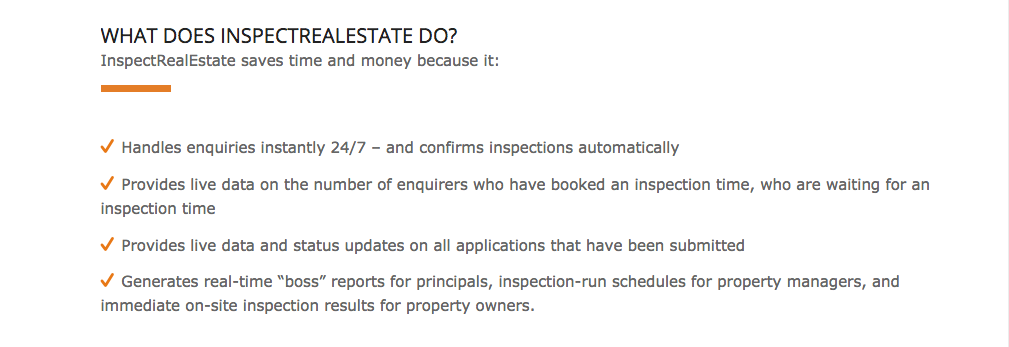 WHAT DOES INSPECTREALESTATE DO?
InspectRealEstate saves time and money because it:
Handles enquiries instantly 24/7 – and confirms inspections automatically
Provides live data on the number of enquirers who have booked an inspection time, who are waiting for an
inspection time
Provides live data and status updates on all applications that have been submitted
Generates real-time “boss” reports for principals, inspection-run schedules for property managers, and
immediate on-site inspection results for property owners.